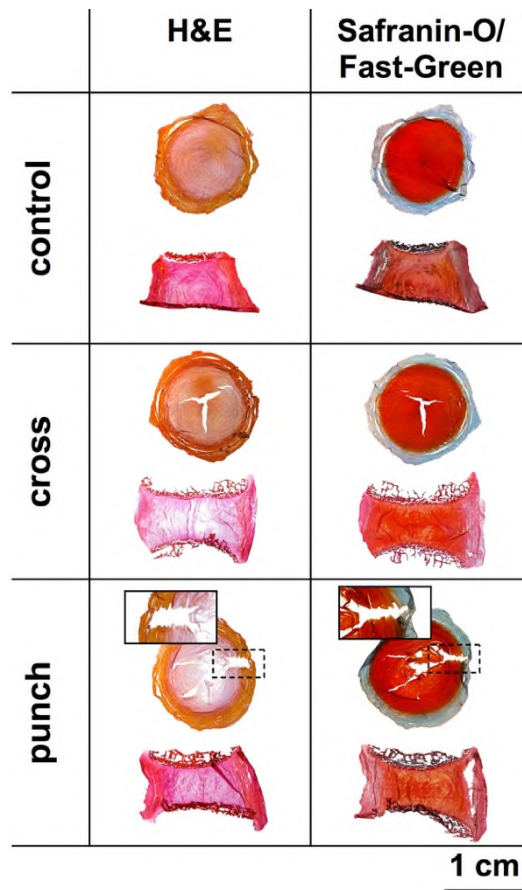 H&E
Safranin-O/
Fast-Green
control
cross
punch
1 cm